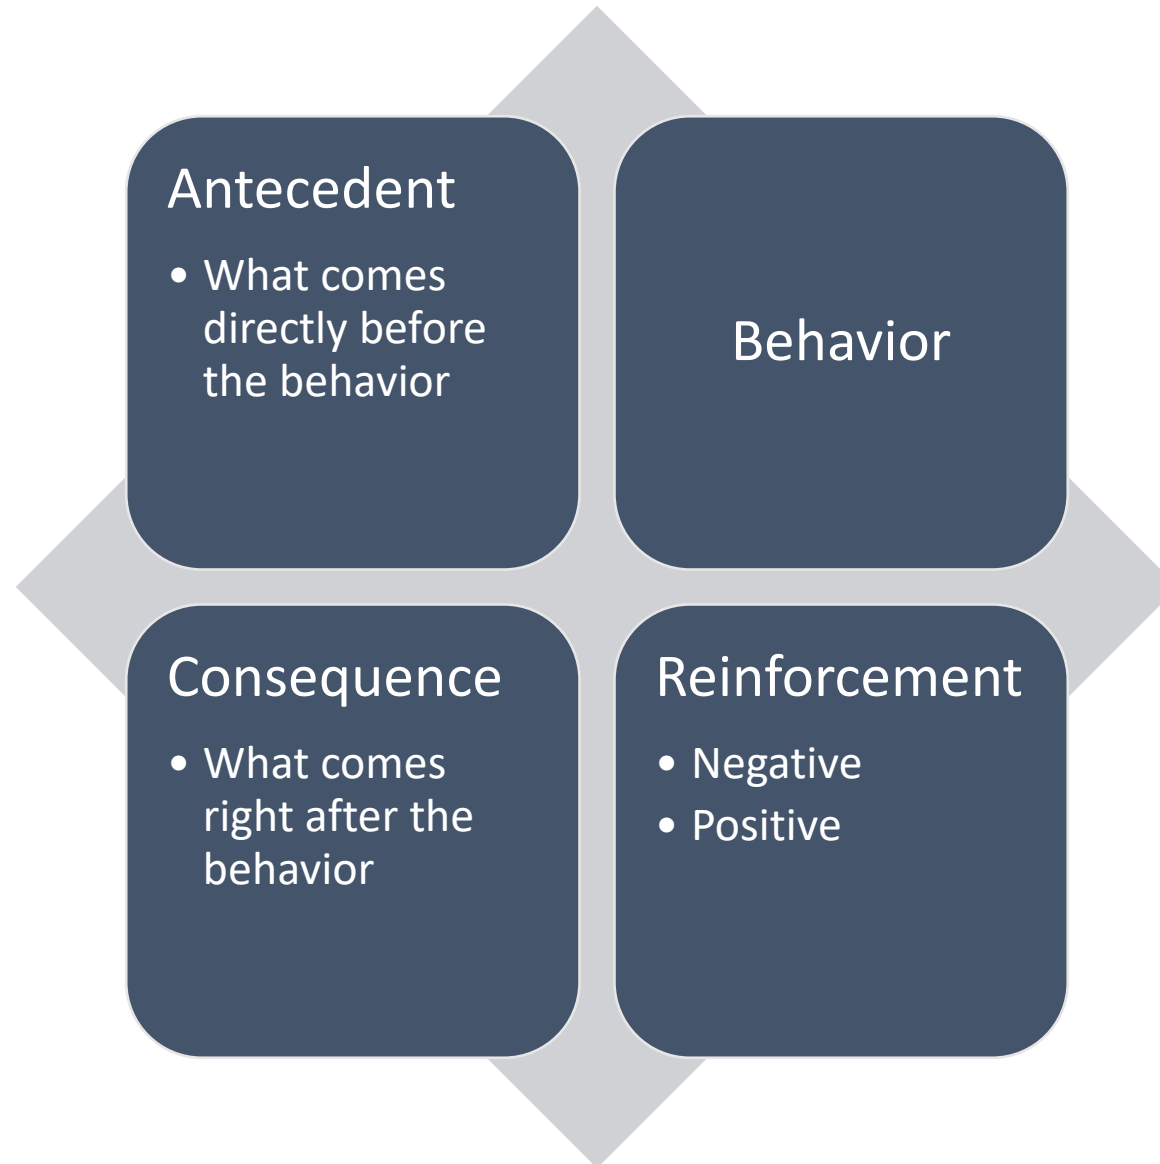 Antecedent
• What comes
directly before
the behavior
Behavior
Consequence
• What comes
right after the
behavior
Reinforcement
• Negative
• Positive